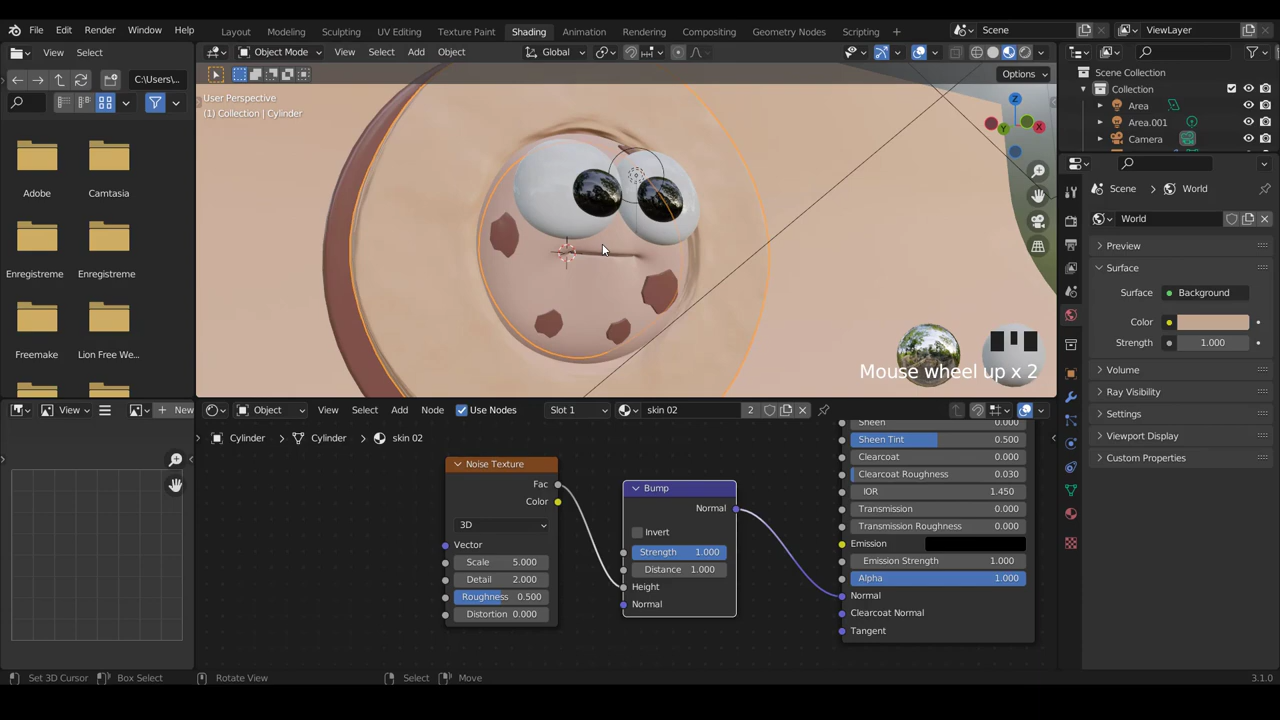 File Edit Render Window Help Layout Modeling Sculpting UV Editing Texture Paint Shading Animation Rendering Compositing Geometry Nodes Scripting + Scene ViewLayer
View Select Object Mode View Select Add Object Global
C:\Users\... Options Scene Collection
Collection
Area
Area.001
Camera
User Perspective
(1) Collection | Cylinder
Z
X
Y
Adobe Camtasia
Enregistreme Enregistreme
Freemake Lion Free We...
Scene World
World
Preview
Surface
Surface Background
Color
Strength 1.000
Volume
Ray Visibility
Settings
Viewport Display
Custom Properties
Mouse wheel up x 2
View New Object View Select Add Node Use Nodes Slot 1 skin 02 2
Cylinder Cylinder skin 02
Noise Texture
Fac
Color
3D
Vector
Scale 5.000
Detail 2.000
Roughness 0.500
Distortion 0.000
Bump
Normal
Invert
Strength 1.000
Distance 1.000
Height
Normal
Sheen 0.000
Sheen Tint 0.500
Clearcoat 0.000
Clearcoat Roughness 0.030
IOR 1.450
Transmission 0.000
Transmission Roughness 0.000
Emission
Emission Strength 1.000
Alpha 1.000
Normal
Clearcoat Normal
Tangent
Set 3D Cursor Box Select Rotate View Select Move 3.1.0